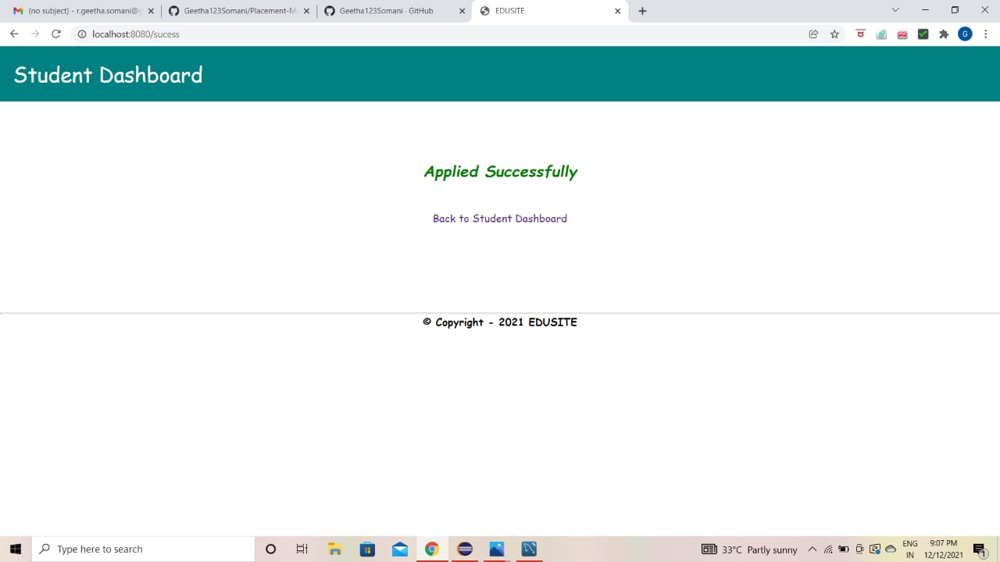 (no subject) - r.geetha.somani@
Geetha123Somani/Placement-M
Geetha123Somani · GitHub
EDUSITE
localhost:8080/sucess
G
Student Dashboard
Applied Successfully
Back to Student Dashboard
© Copyright - 2021 EDUSITE
Type here to search
33°C Partly sunny
ENG
IN
9:07 PM
12/12/2021
1